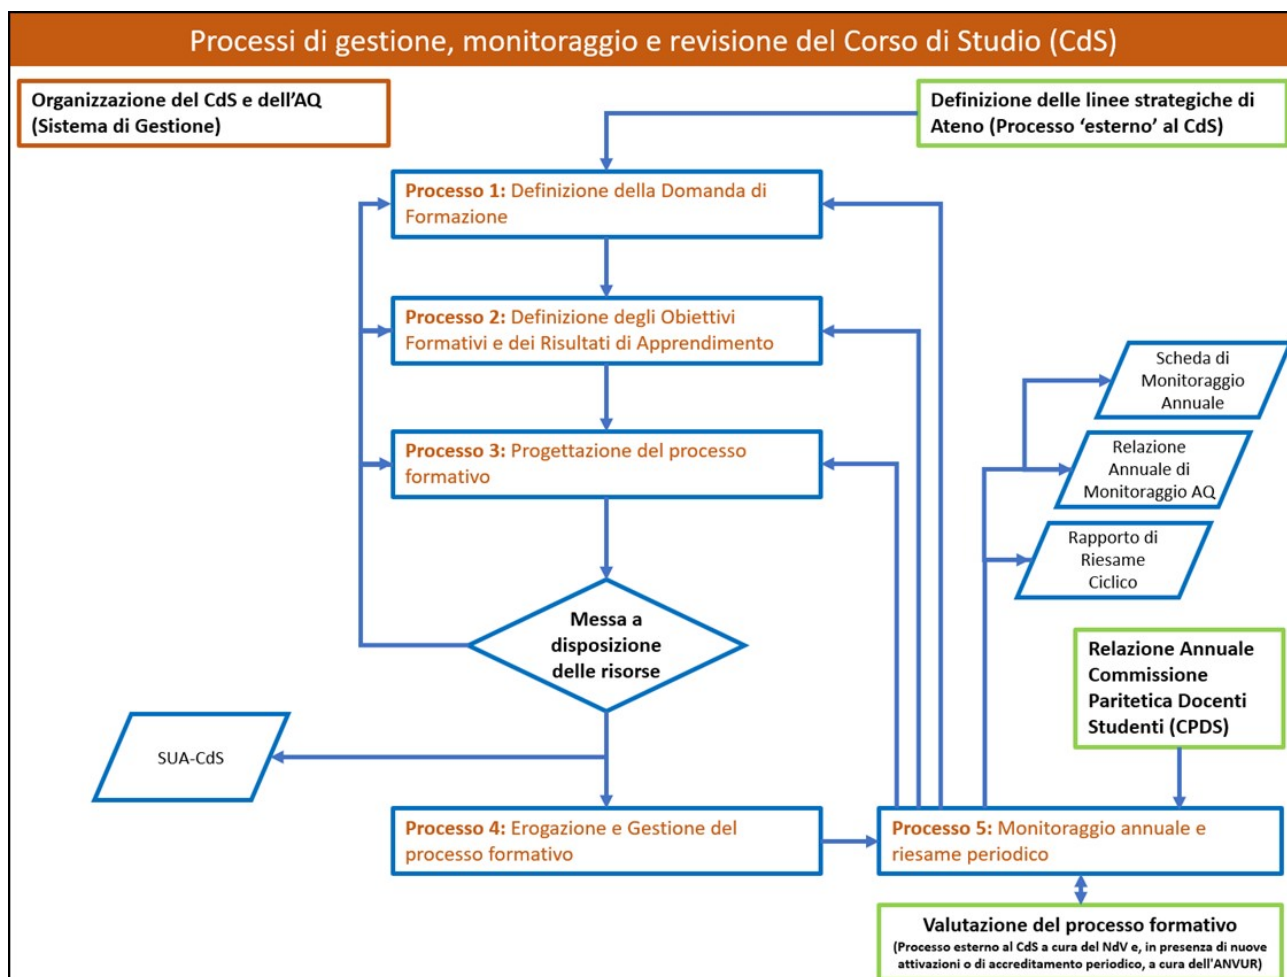 Processi di gestione, monitoraggio e revisione del Corso di Studio (CdS)
Organizzazione del CdS e dell'AQ
(Sistema di Gestione)
Definizione delle linee strategiche di
Ateno (Processo 'esterno' al CdS)
Processo 1: Definizione della Domanda di
Formazione
Processo 2: Definizione degli Obiettivi
Formativi e dei Risultati di Apprendimento
Scheda di
Monitoraggio
Annuale
Processo 3: Progettazione del processo
formativo
Relazione
Annuale di
Monitoraggio AQ
Rapporto di
Riesame
Ciclico
Messa a
disposizione
delle risorse
Relazione Annuale
Commissione
Paritetica Docenti
Studenti (CPDS)
SUA-CdS
Processo 4: Erogazione e Gestione del
processo formativo
Processo 5: Monitoraggio annuale e
riesame periodico
Valutazione del processo formativo
(Processo esterno al CdS a cura del NdV e, in presenza di nuove
attivazioni o di accreditamento periodico, a cura dell'ANVUR)